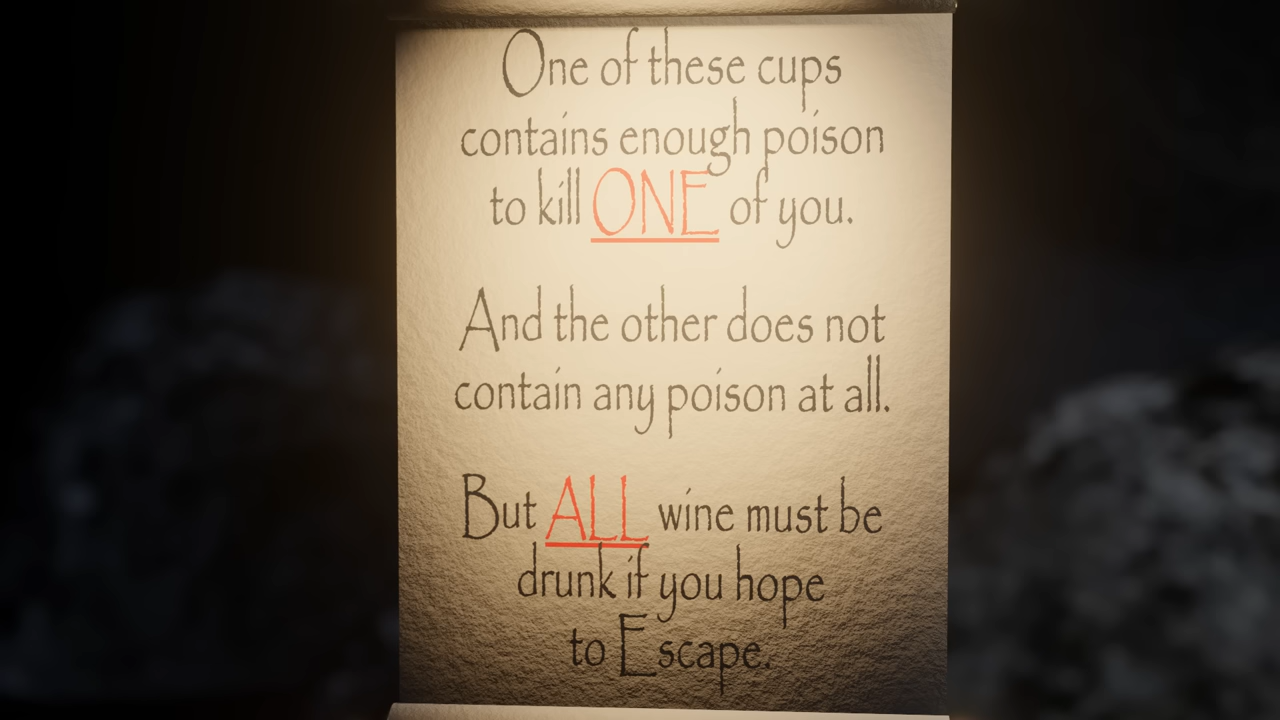 One of these cups
contains enough poison
to kill ONE of you.
And the other does not
contain any poison at all.
But ALL wine must be
drunk if you hope
to Escape.